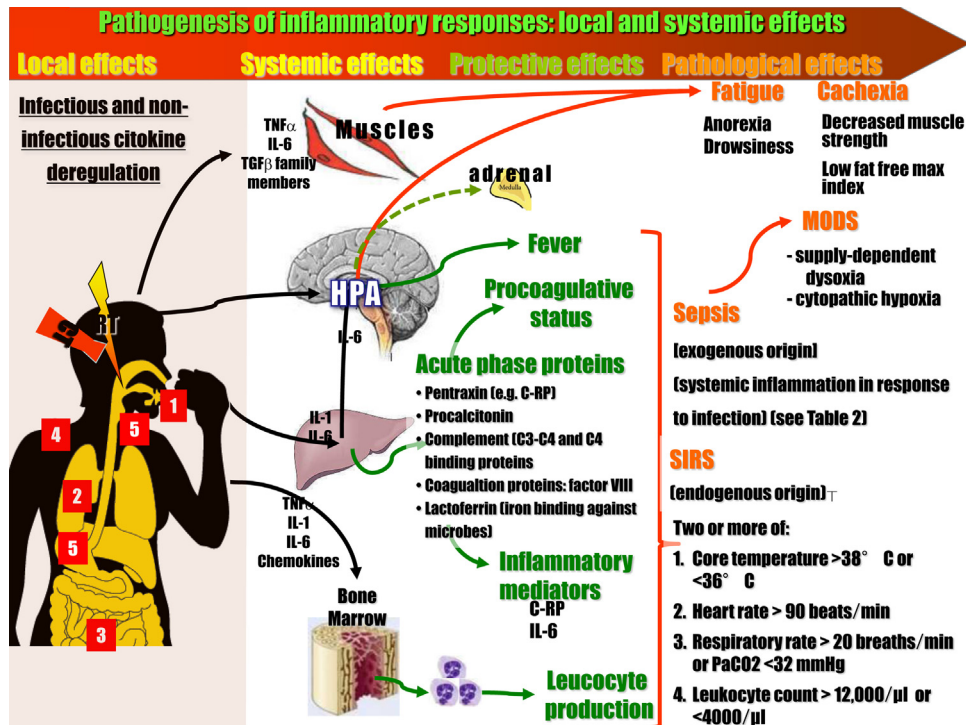 Pathogenesis of inflammatory responses: local and systemic effects
Local effects
Systemic effects
Protective effects
Pathological effects
Infectious and non-
infectious citokine
deregulation
TNFα
IL-6
TGFβ family
members
Muscles
adrenal
Medulla
HPA
IL-6
RT
1
4
5
2
5
3
IL-1
IL-6
TNFα
IL-1
IL-6
Chemokines
Bone
Marrow
Fever
Procoagulative
status
Acute phase proteins
• Pentraxin (e.g. C-RP)
• Procalcitonin
• Complement (C3-C4 and C4
binding proteins
• Coagualtion proteins: factor VIII
• Lactoferrin (iron binding against
microbes)
Inflammatory
mediators
C-RP
IL-6
Leucocyte
production
Fatigue
Anorexia
Drowsiness
Cachexia
Decreased muscle
strength
Low fat free max
index
MODS
- supply-dependent
dysoxia
- cytopathic hypoxia
Sepsis
[exogenous origin]
(systemic inflammation in response
to infection) (see Table 2)
SIRS
(endogenous origin)┬
Two or more of:
1. Core temperature >38° C or
<36° C
2. Heart rate > 90 beats/min
3. Respiratory rate > 20 breaths/min
or PaCO2 <32 mmHg
4. Leukocyte count > 12,000/µl or
<4000/µl